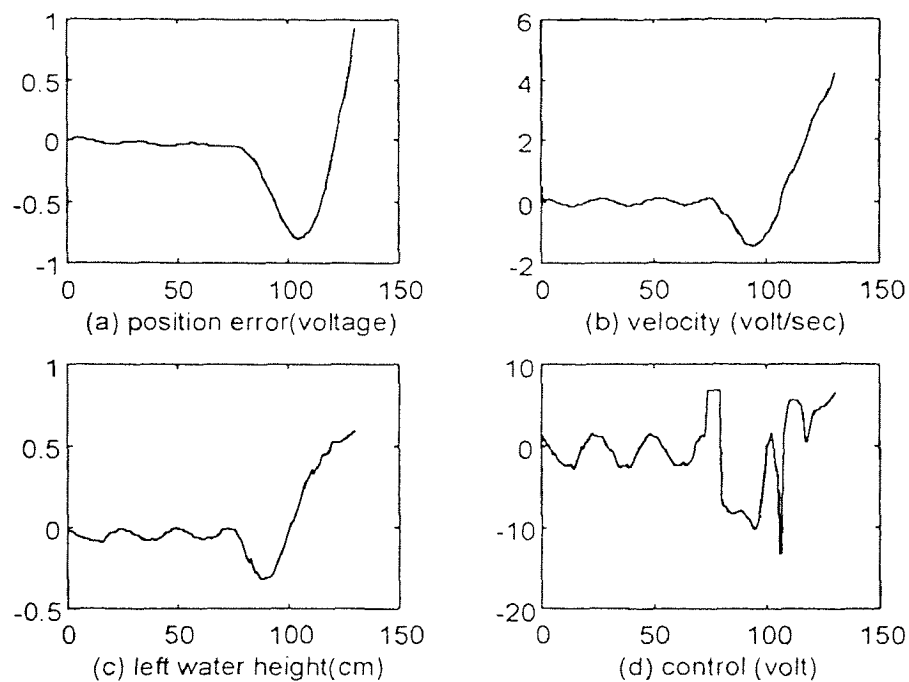 1
0.5
0
-0.5
-1
0 50 100 150
(a) position error(voltage)
6
4
2
0
-2
0 50 100 150
(b) velocity (volt/sec)
1
0.5
0
-0.5
0 50 100 150
(c) left water height(cm)
10
0
-10
-20
0 50 100 150
(d) control (volt)